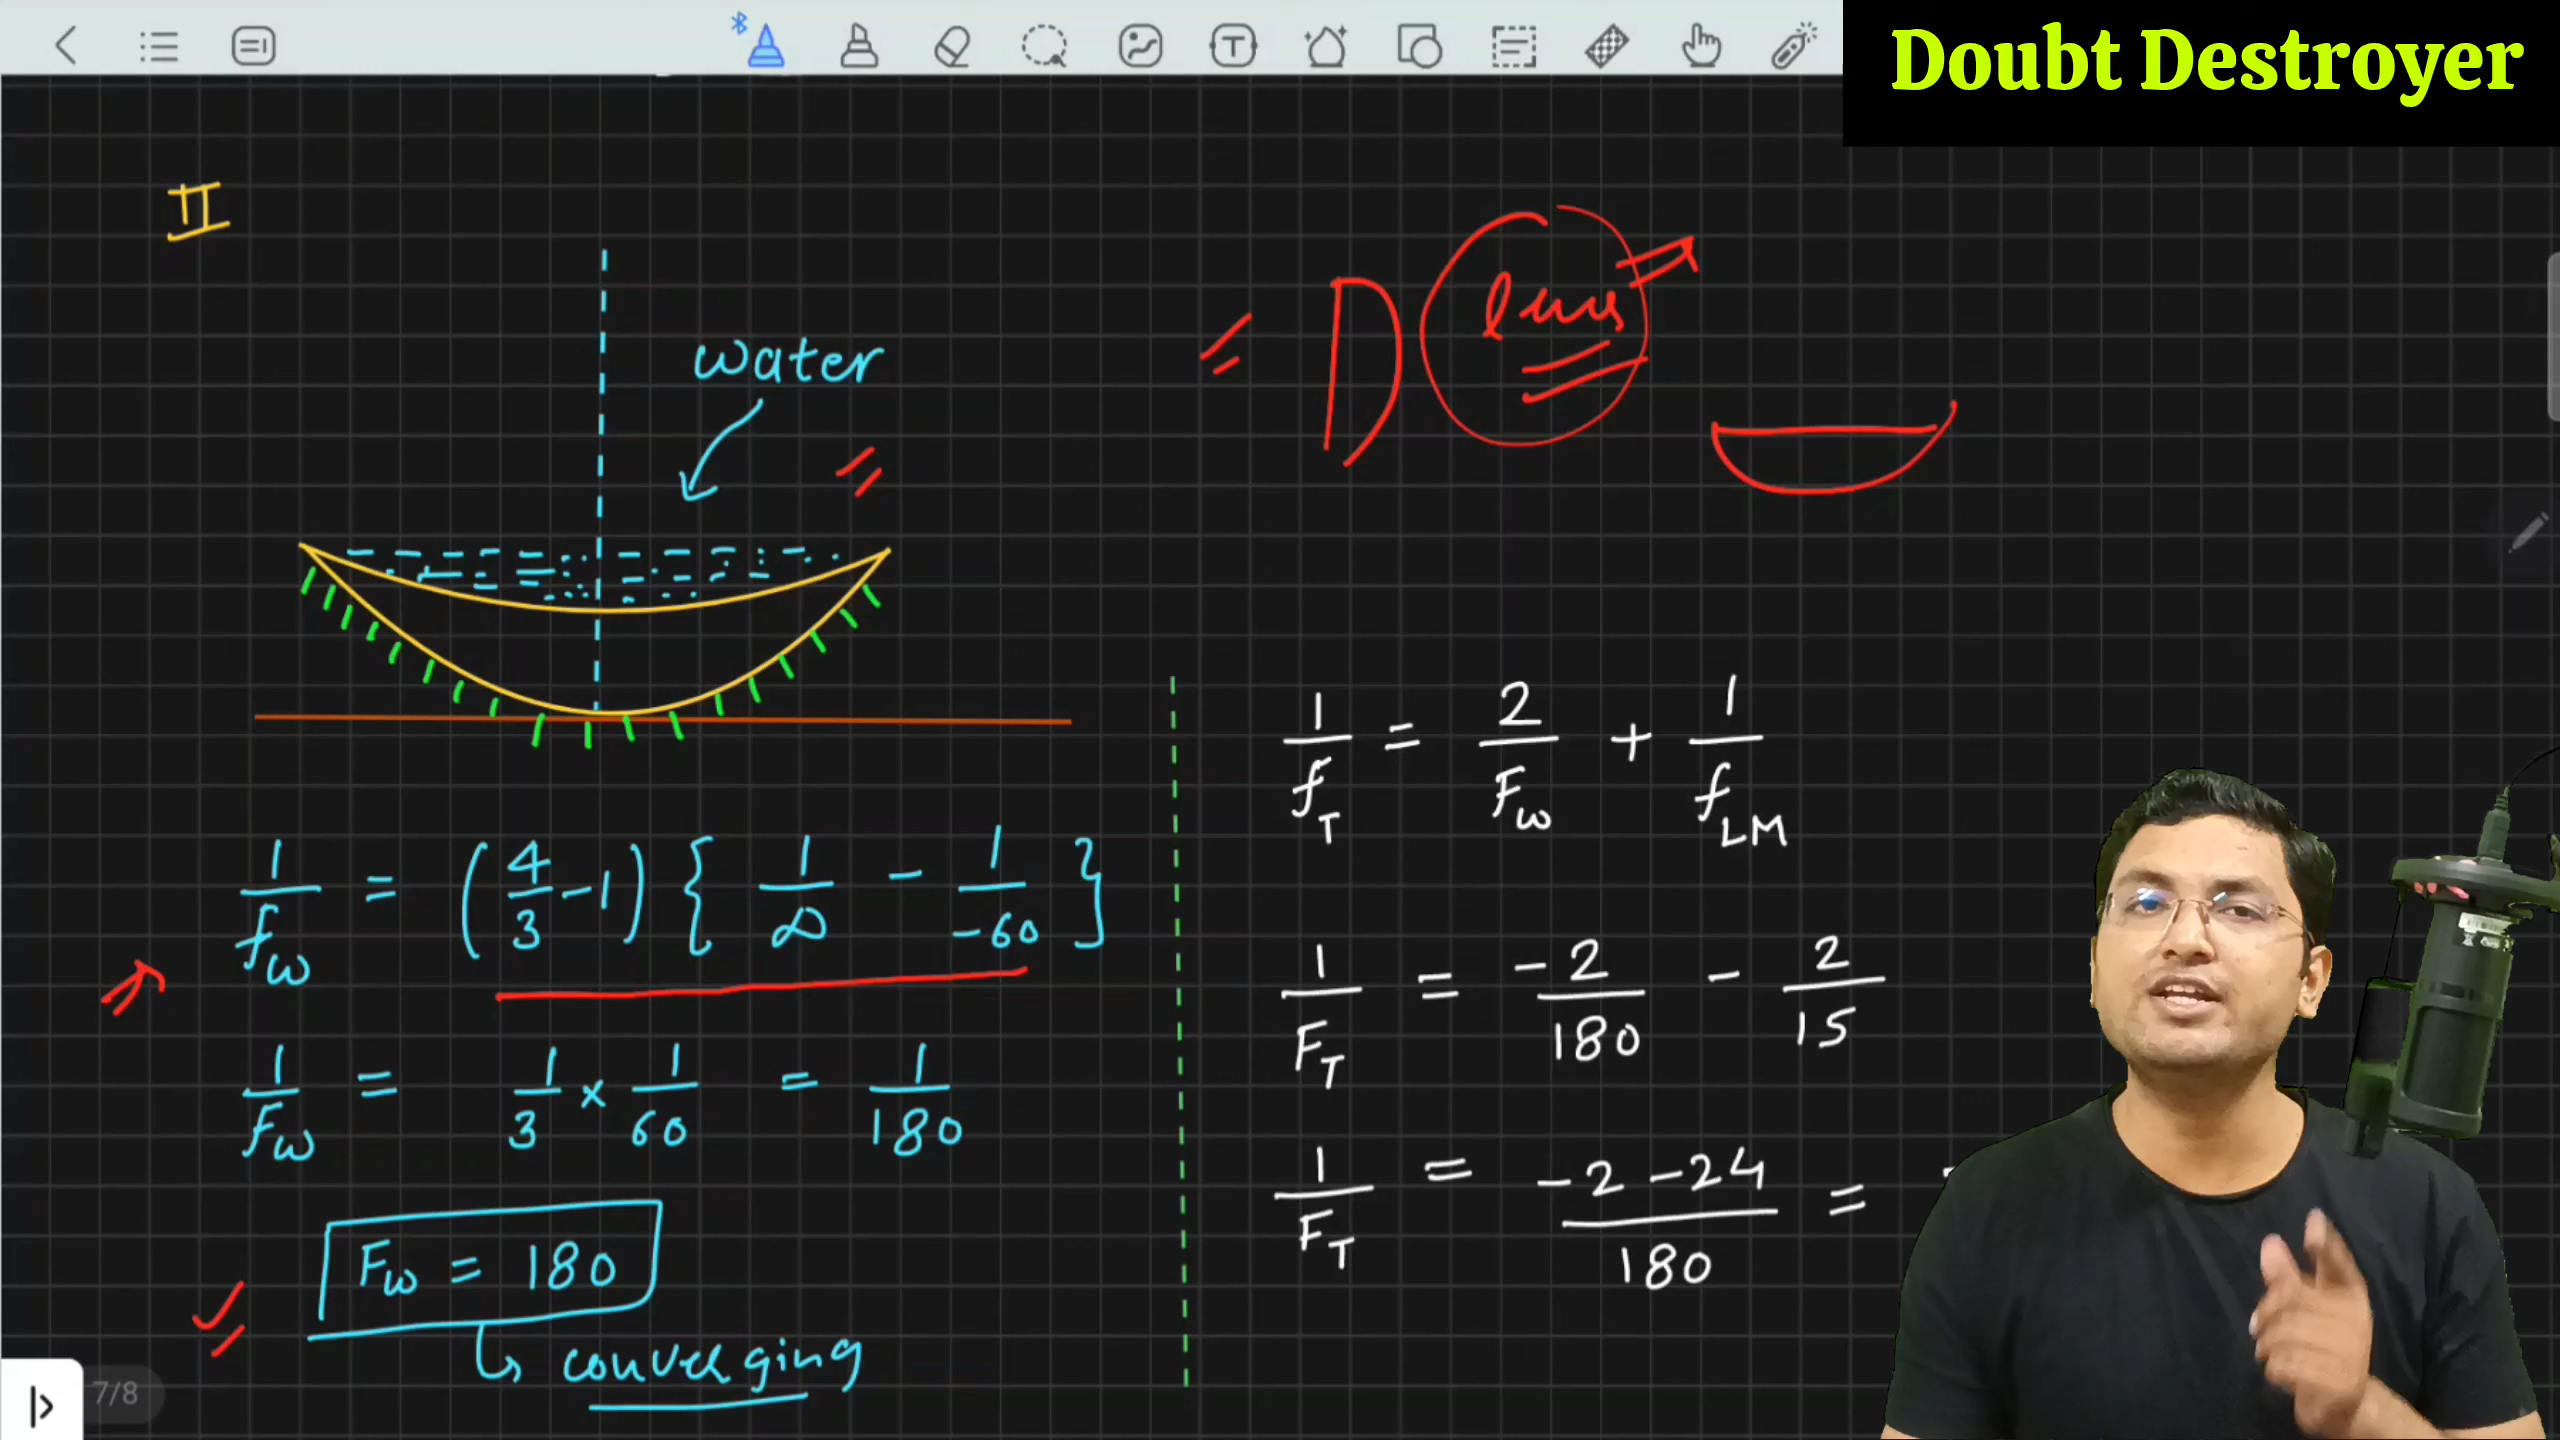 Doubt Destroyer
II
water
lens
1/f_w = (4/3 - 1) { 1/∞ - 1/-60 }
1/F_w = 1/3 × 1/60 = 1/180
F_w = 180
converging
1/f_T = 2/F_w + 1/f_LM
1/F_T = -2/180 - 2/15
1/F_T = -2 -24/180 =
7/8